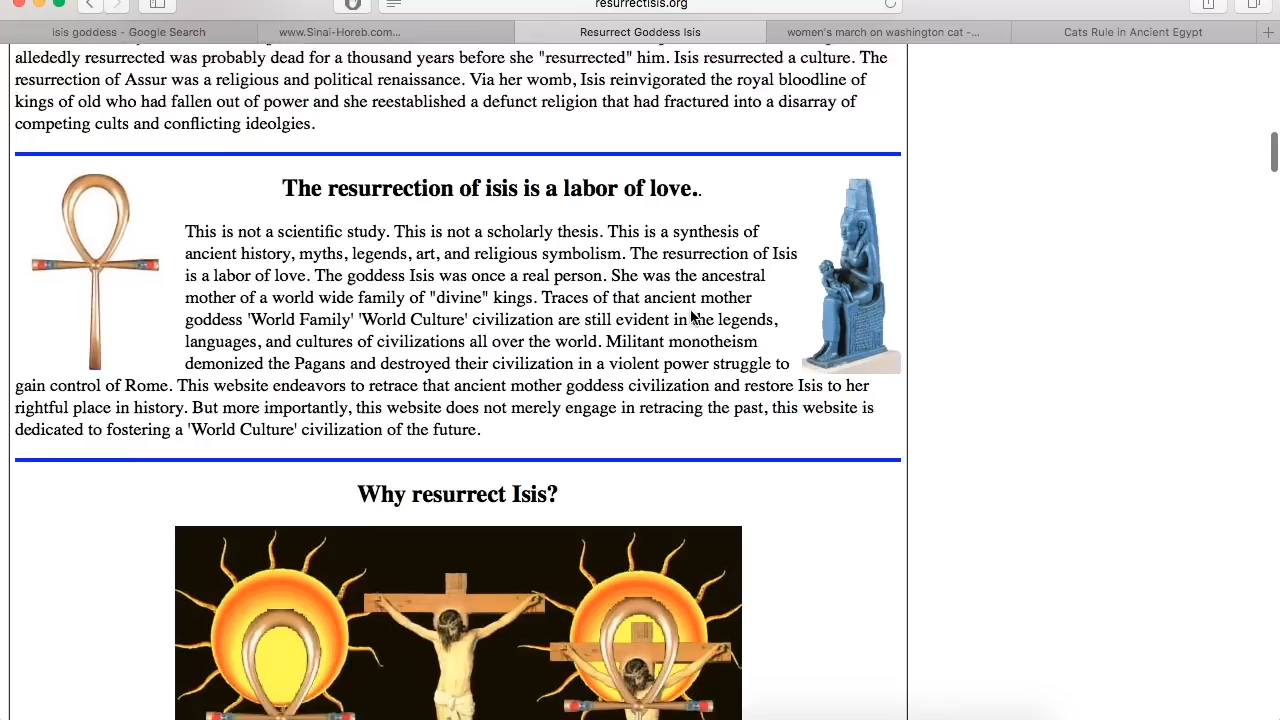 resurrectisis.org
isis goddess - Google Search
www.Sinai-Horeb.com...
Resurrect Goddess Isis
women's march on washington cat -...
Cats Rule in Ancient Egypt
alledediy resurrected was probably dead for a thousand years before she "resurrected" him. Isis resurrected a culture. The
resurrection of Assur was a religious and political renaissance. Via her womb, Isis reinvigorated the royal bloodline of
kings of old who had fallen out of power and she reestablished a defunct religion that had fractured into a disarray of
competing cults and conflicting ideolgies.
The resurrection of isis is a labor of love..
This is not a scientific study. This is not a scholarly thesis. This is a synthesis of
ancient history, myths, legends, art, and religious symbolism. The resurrection of Isis
is a labor of love. The goddess Isis was once a real person. She was the ancestral
mother of a world wide family of "divine" kings. Traces of that ancient mother
goddess 'World Family' 'World Culture' civilization are still evident in the legends,
languages, and cultures of civilizations all over the world. Militant monotheism
demonized the Pagans and destroyed their civilization in a violent power struggle to
gain control of Rome. This website endeavors to retrace that ancient mother goddess civilization and restore Isis to her
rightful place in history. But more importantly, this website does not merely engage in retracing the past, this website is
dedicated to fostering a 'World Culture' civilization of the future.
Why resurrect Isis?